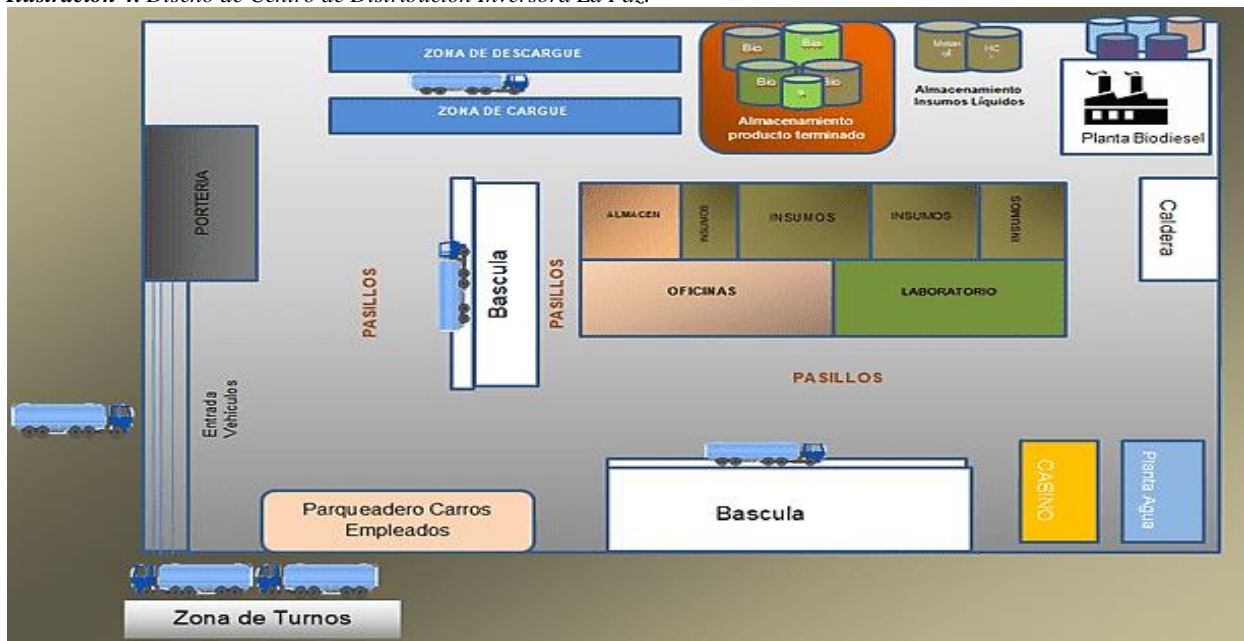 Ilustración 4. Diseño de Centro de Distribución Inversora La Paz.
ZONA DE DESCARGUE
ZONA DE CARGUE
Bio
Bio
Bio
Bio
Almacenamiento
producto terminado
Almacenamiento
Insumos Líquidos
Planta Biodiesel
PORTERIA
PASILLOS
Bascula
PASILLOS
ALMACEN
INSUMOS
INSUMOS
INSUMOS
INSUMOS
OFICINAS
LABORATORIO
Caldera
PASILLOS
Entrada
Vehículos
Parqueadero Carros
Empleados
Bascula
CASINO
Planta Agua
Zona de Turnos